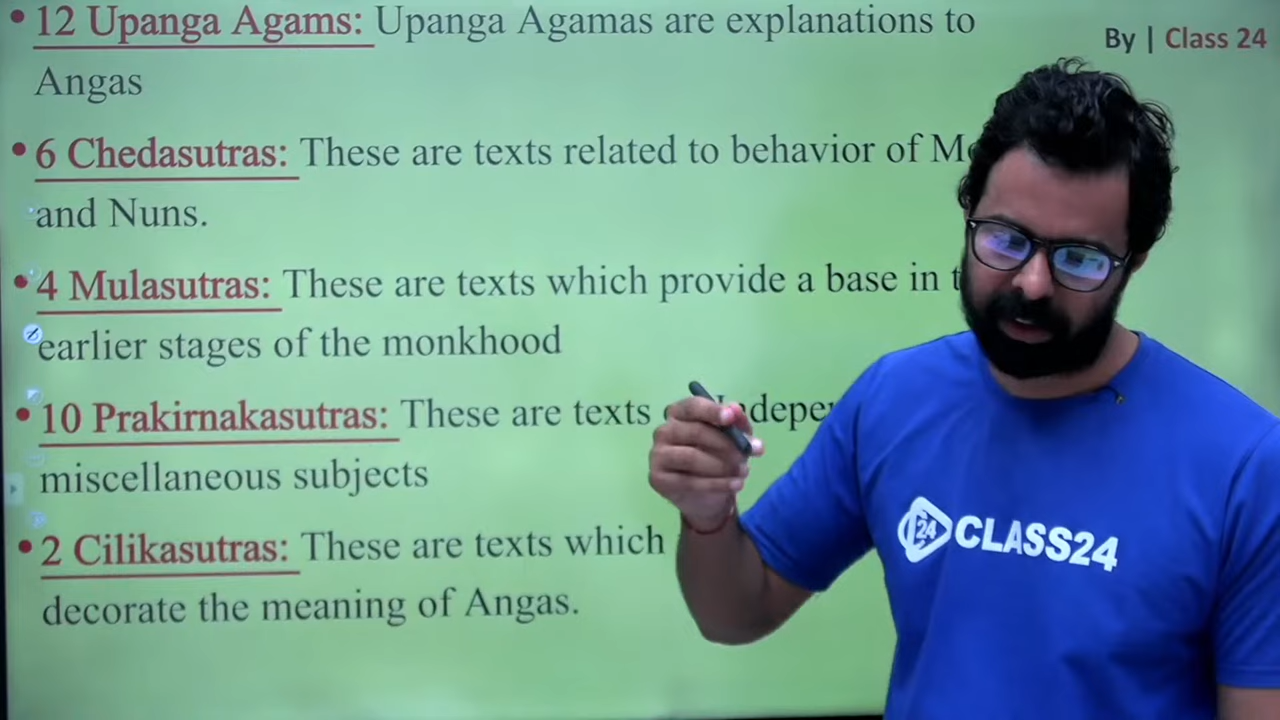 • 12 Upanga Agams: Upanga Agamas are explanations to
Angas
By | Class 24
• 6 Chedasutras: These are texts related to behavior of
and Nuns.
• 4 Mulasutras: These are texts which provide a base in
earlier stages of the monkhood
• 10 Prakirnakasutras: These are texts
miscellaneous subjects
• 2 Cilikasutras: These are texts which
decorate the meaning of Angas.
24 CLASS24